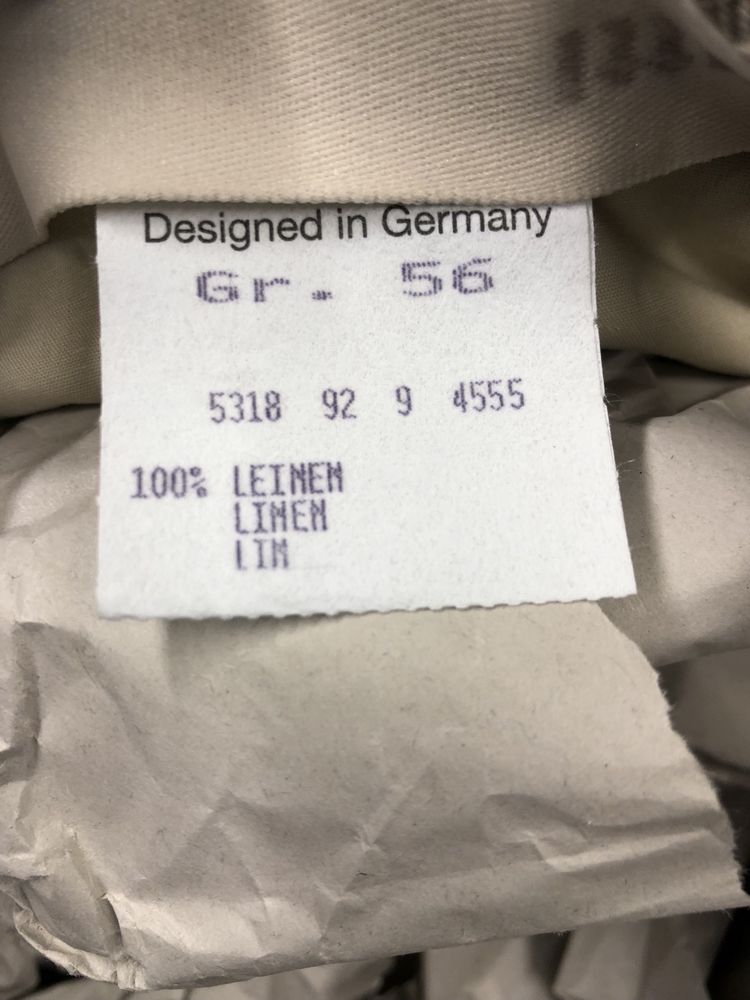 Designed in Germany
Gr. 56
5318 92 9 4555
100% LEINEN
LINEN
LIN